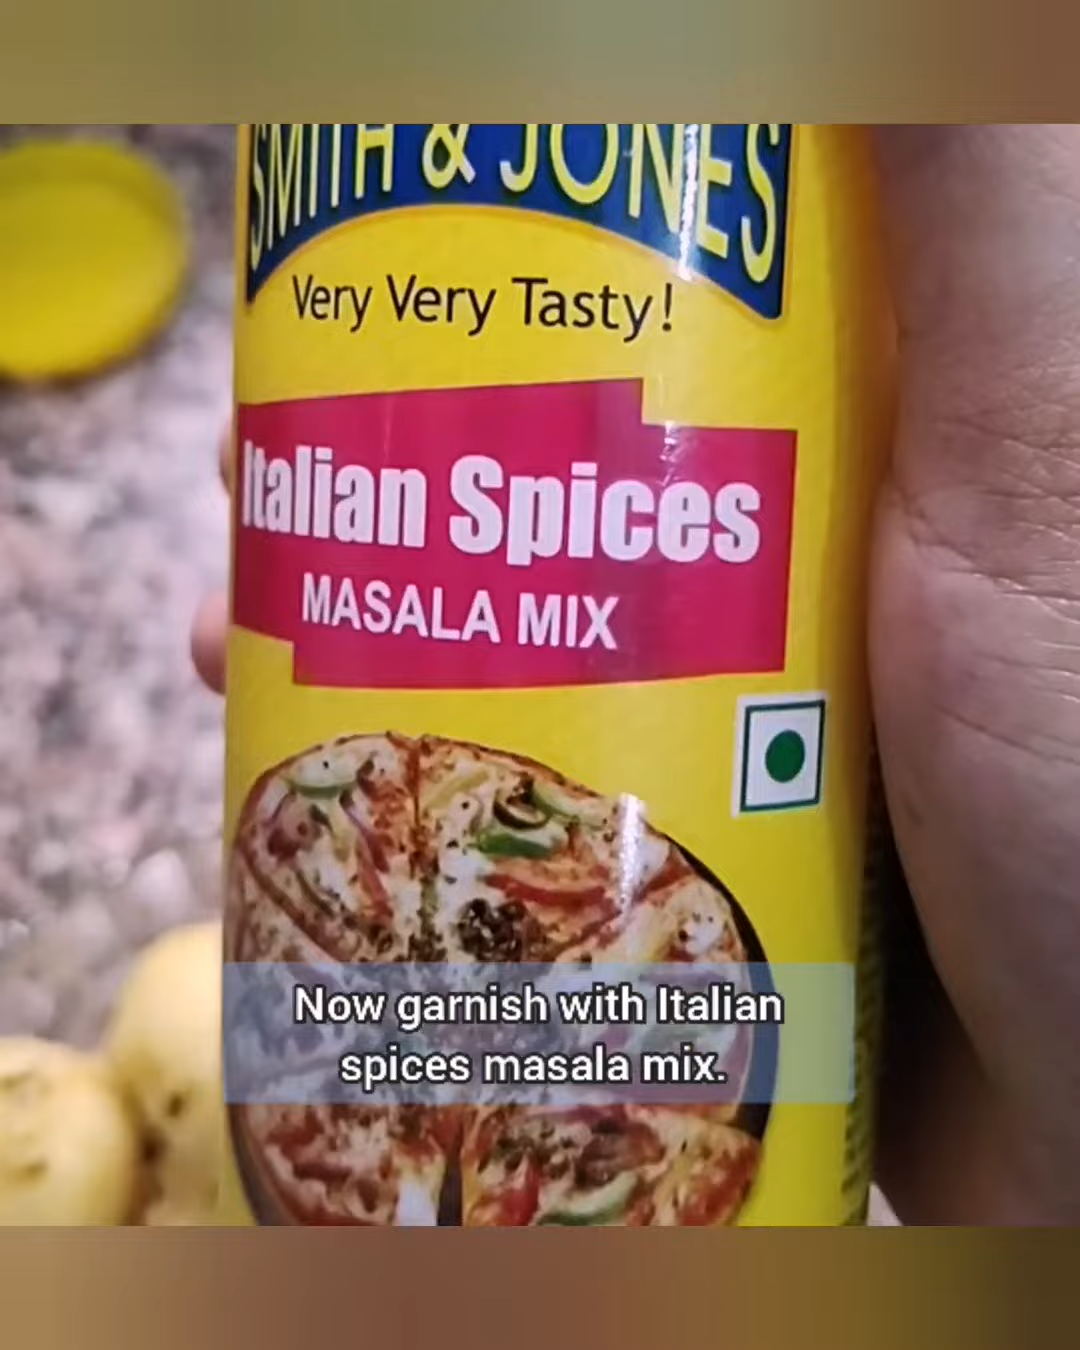 SMITH & JONES
Very Very Tasty!
Italian Spices
MASALA MIX
Now garnish with Italian
spices masala mix.